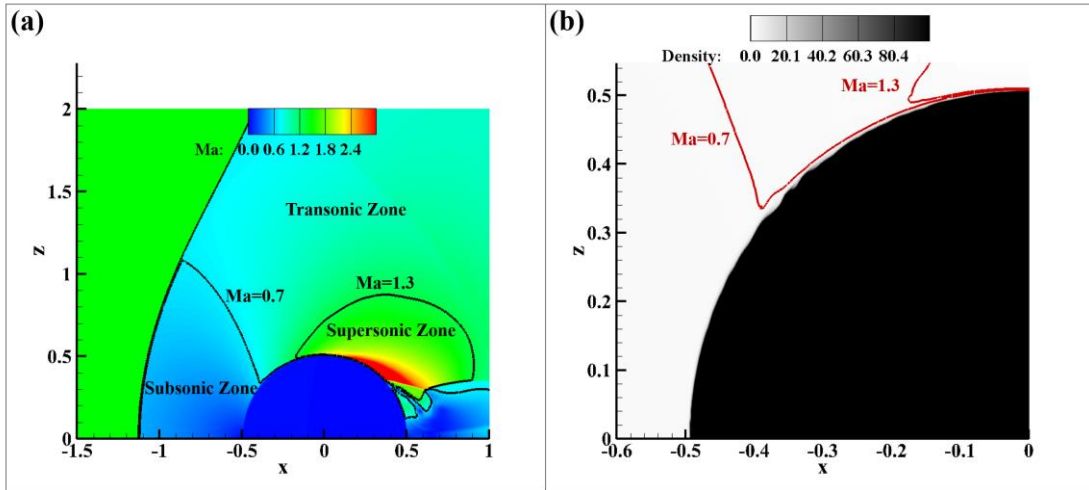 (a)
2
Ma: 0.0 0.6 1.2 1.8 2.4
1.5
Transonic Zone
z
1
Ma=0.7
Ma=1.3
Supersonic Zone
0.5
Subsonic Zone
0
-1.5 -1 -0.5 0 0.5 1
x
(b)
Density: 0.0 20.1 40.2 60.3 80.4
Ma=1.3
0.5
Ma=0.7
0.4
z
0.3
0.2
0.1
0
-0.6 -0.5 -0.4 -0.3 -0.2 -0.1 0
x